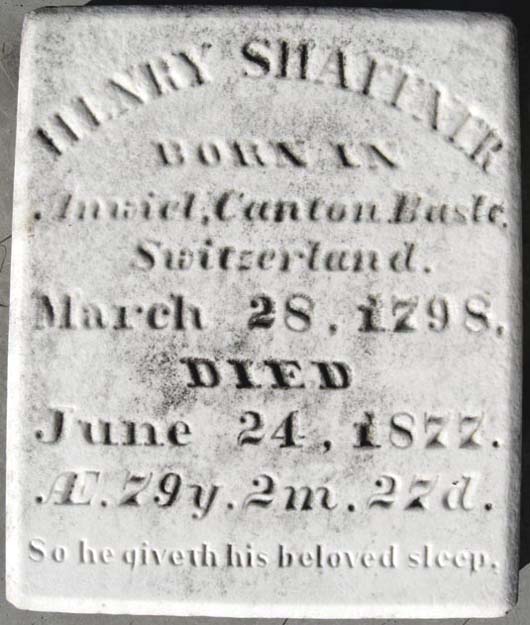 HENRY SHAFFNER
BORN IN
Anwiel, Canton Basle,
Switzerland.
March 28, 1798,
DIED
June 24, 1877.
Æ. 79y. 2m. 27d.
So he giveth his beloved sleep.